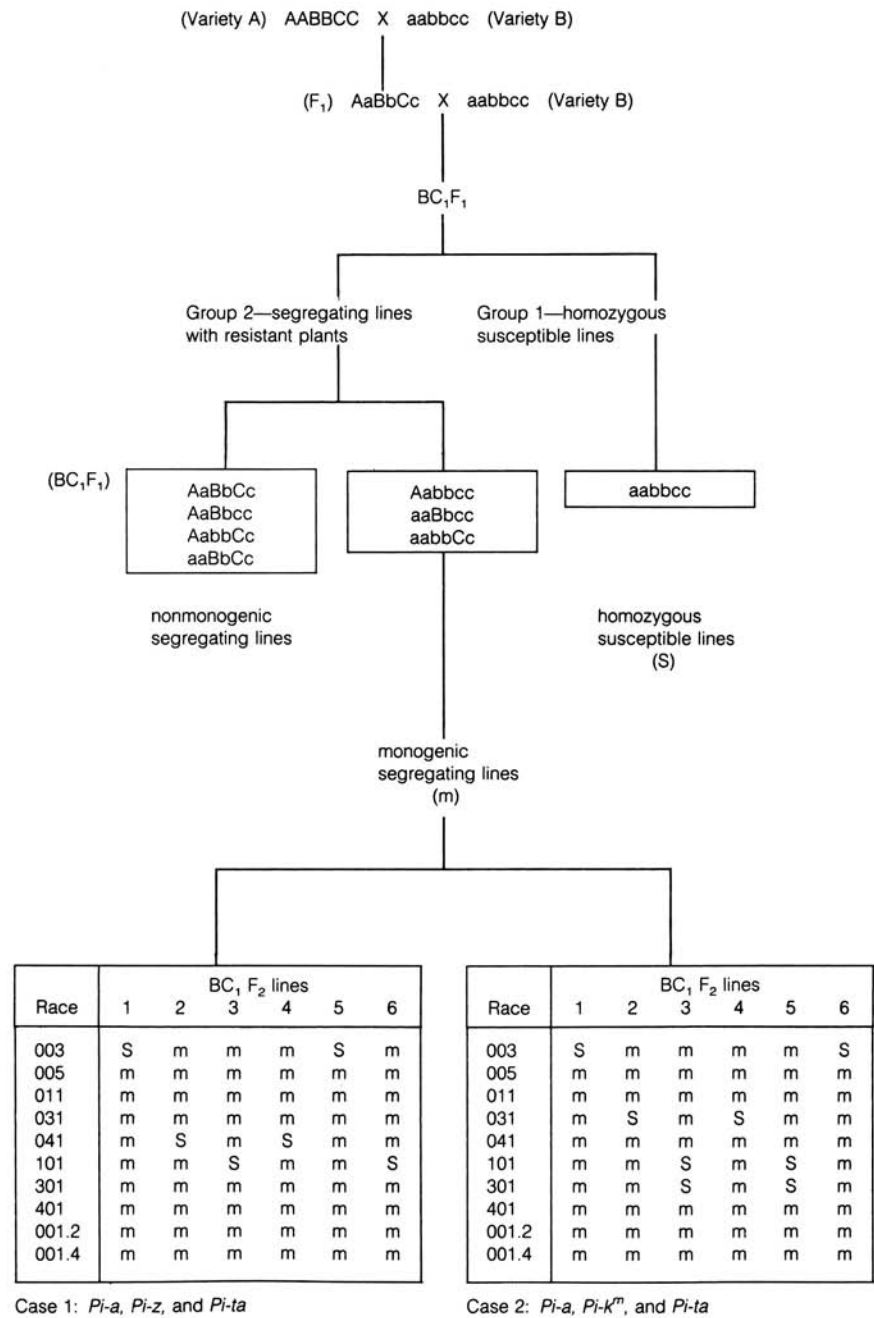 (Variety A) AABBCC X aabbcc (Variety B)
(F₁) AaBbCc X aabbcc (Variety B)
BC₁F₁
Group 2—segregating lines
with resistant plants
Group 1—homozygous
susceptible lines
(BC₁F₁)
AaBbCc
AaBbcc
AabbCc
aaBbCc
Aabbcc
aaBbcc
aabbCc
aabbcc
nonmonogenic
segregating lines
homozygous
susceptible lines
(S)
monogenic
segregating lines
(m)
BC₁ F₂ lines
Race 1 2 3 4 5 6
003 S m m m S m
005 m m m m m m
011 m m m m m m
031 m m m m m m
041 m S m S m m
101 m m S m m S
301 m m m m m m
401 m m m m m m
001.2 m m m m m m
001.4 m m m m m m
Case 1: Pi-a, Pi-z, and Pi-ta
BC₁ F₂ lines
Race 1 2 3 4 5 6
003 S m m m m S
005 m m m m m m
011 m m m m m m
031 m S m S m m
041 m m m m m m
101 m m S m S m
301 m m S m S m
401 m m m m m m
001.2 m m m m m m
001.4 m m m m m m
Case 2: Pi-a, Pi-kᵐ, and Pi-ta